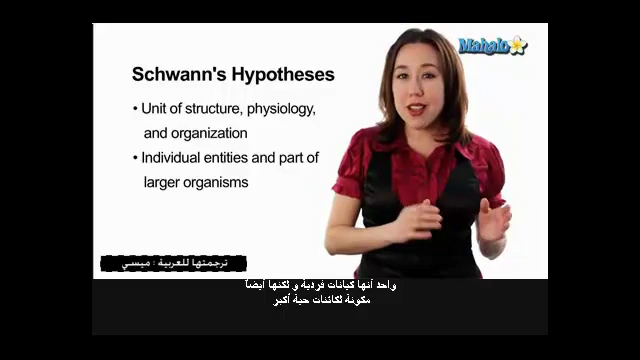 Mahalo
Schwann's Hypotheses
• Unit of structure, physiology,
and organization
• Individual entities and part of
larger organisms
ترجمتها للعربية : ميسي
واحد أنها كيانات فردية و لكنها أيضاً
مكونة لكائنات حية أكبر